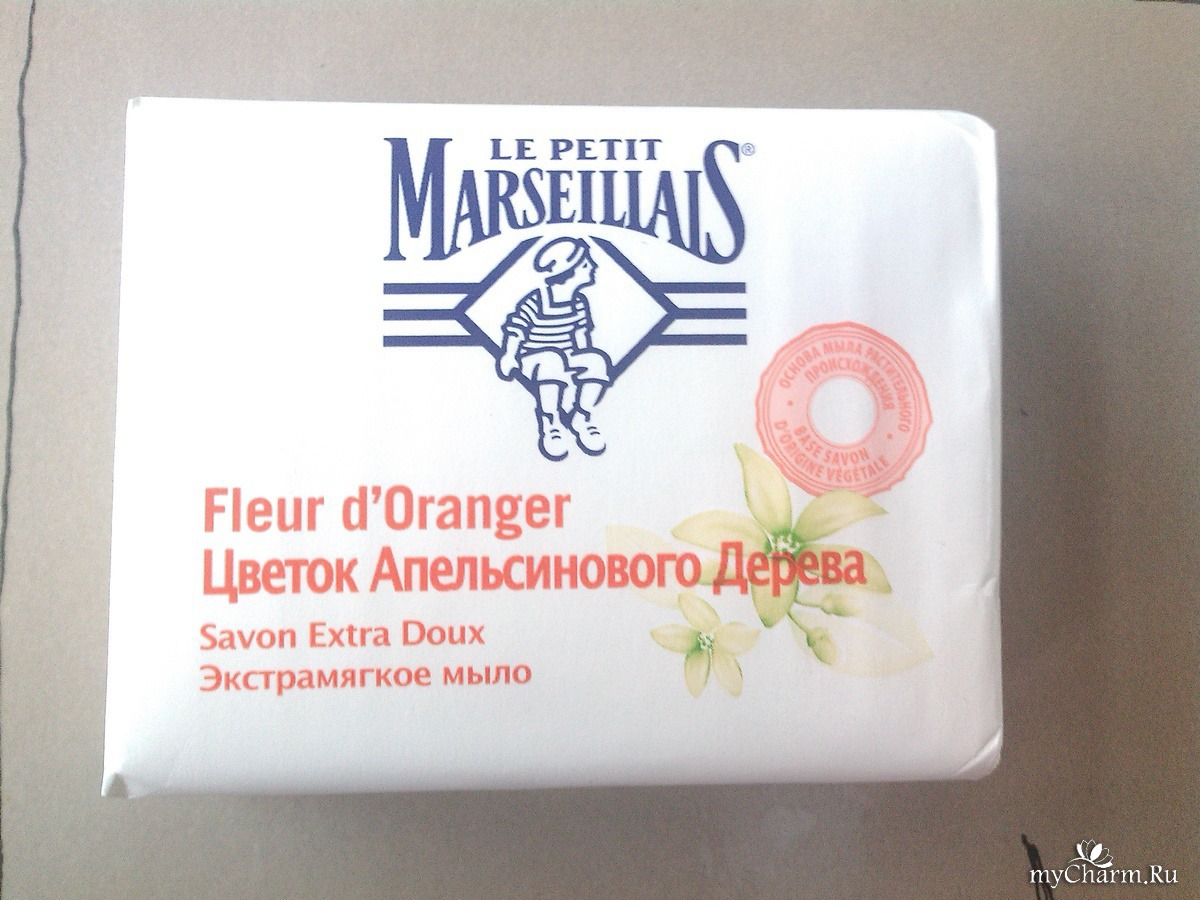 LE PETIT
MARSEILLAIS®
ОСНОВА МЫЛА РАСТИТЕЛЬНОГО
ПРОИСХОЖДЕНИЯ
BASE SAVON
D'ORIGINE VÉGÉTALE
Fleur d'Oranger
Цветок Апельсинового Дерева
Savon Extra Doux
Экстрамягкое мыло
myCharm.Ru